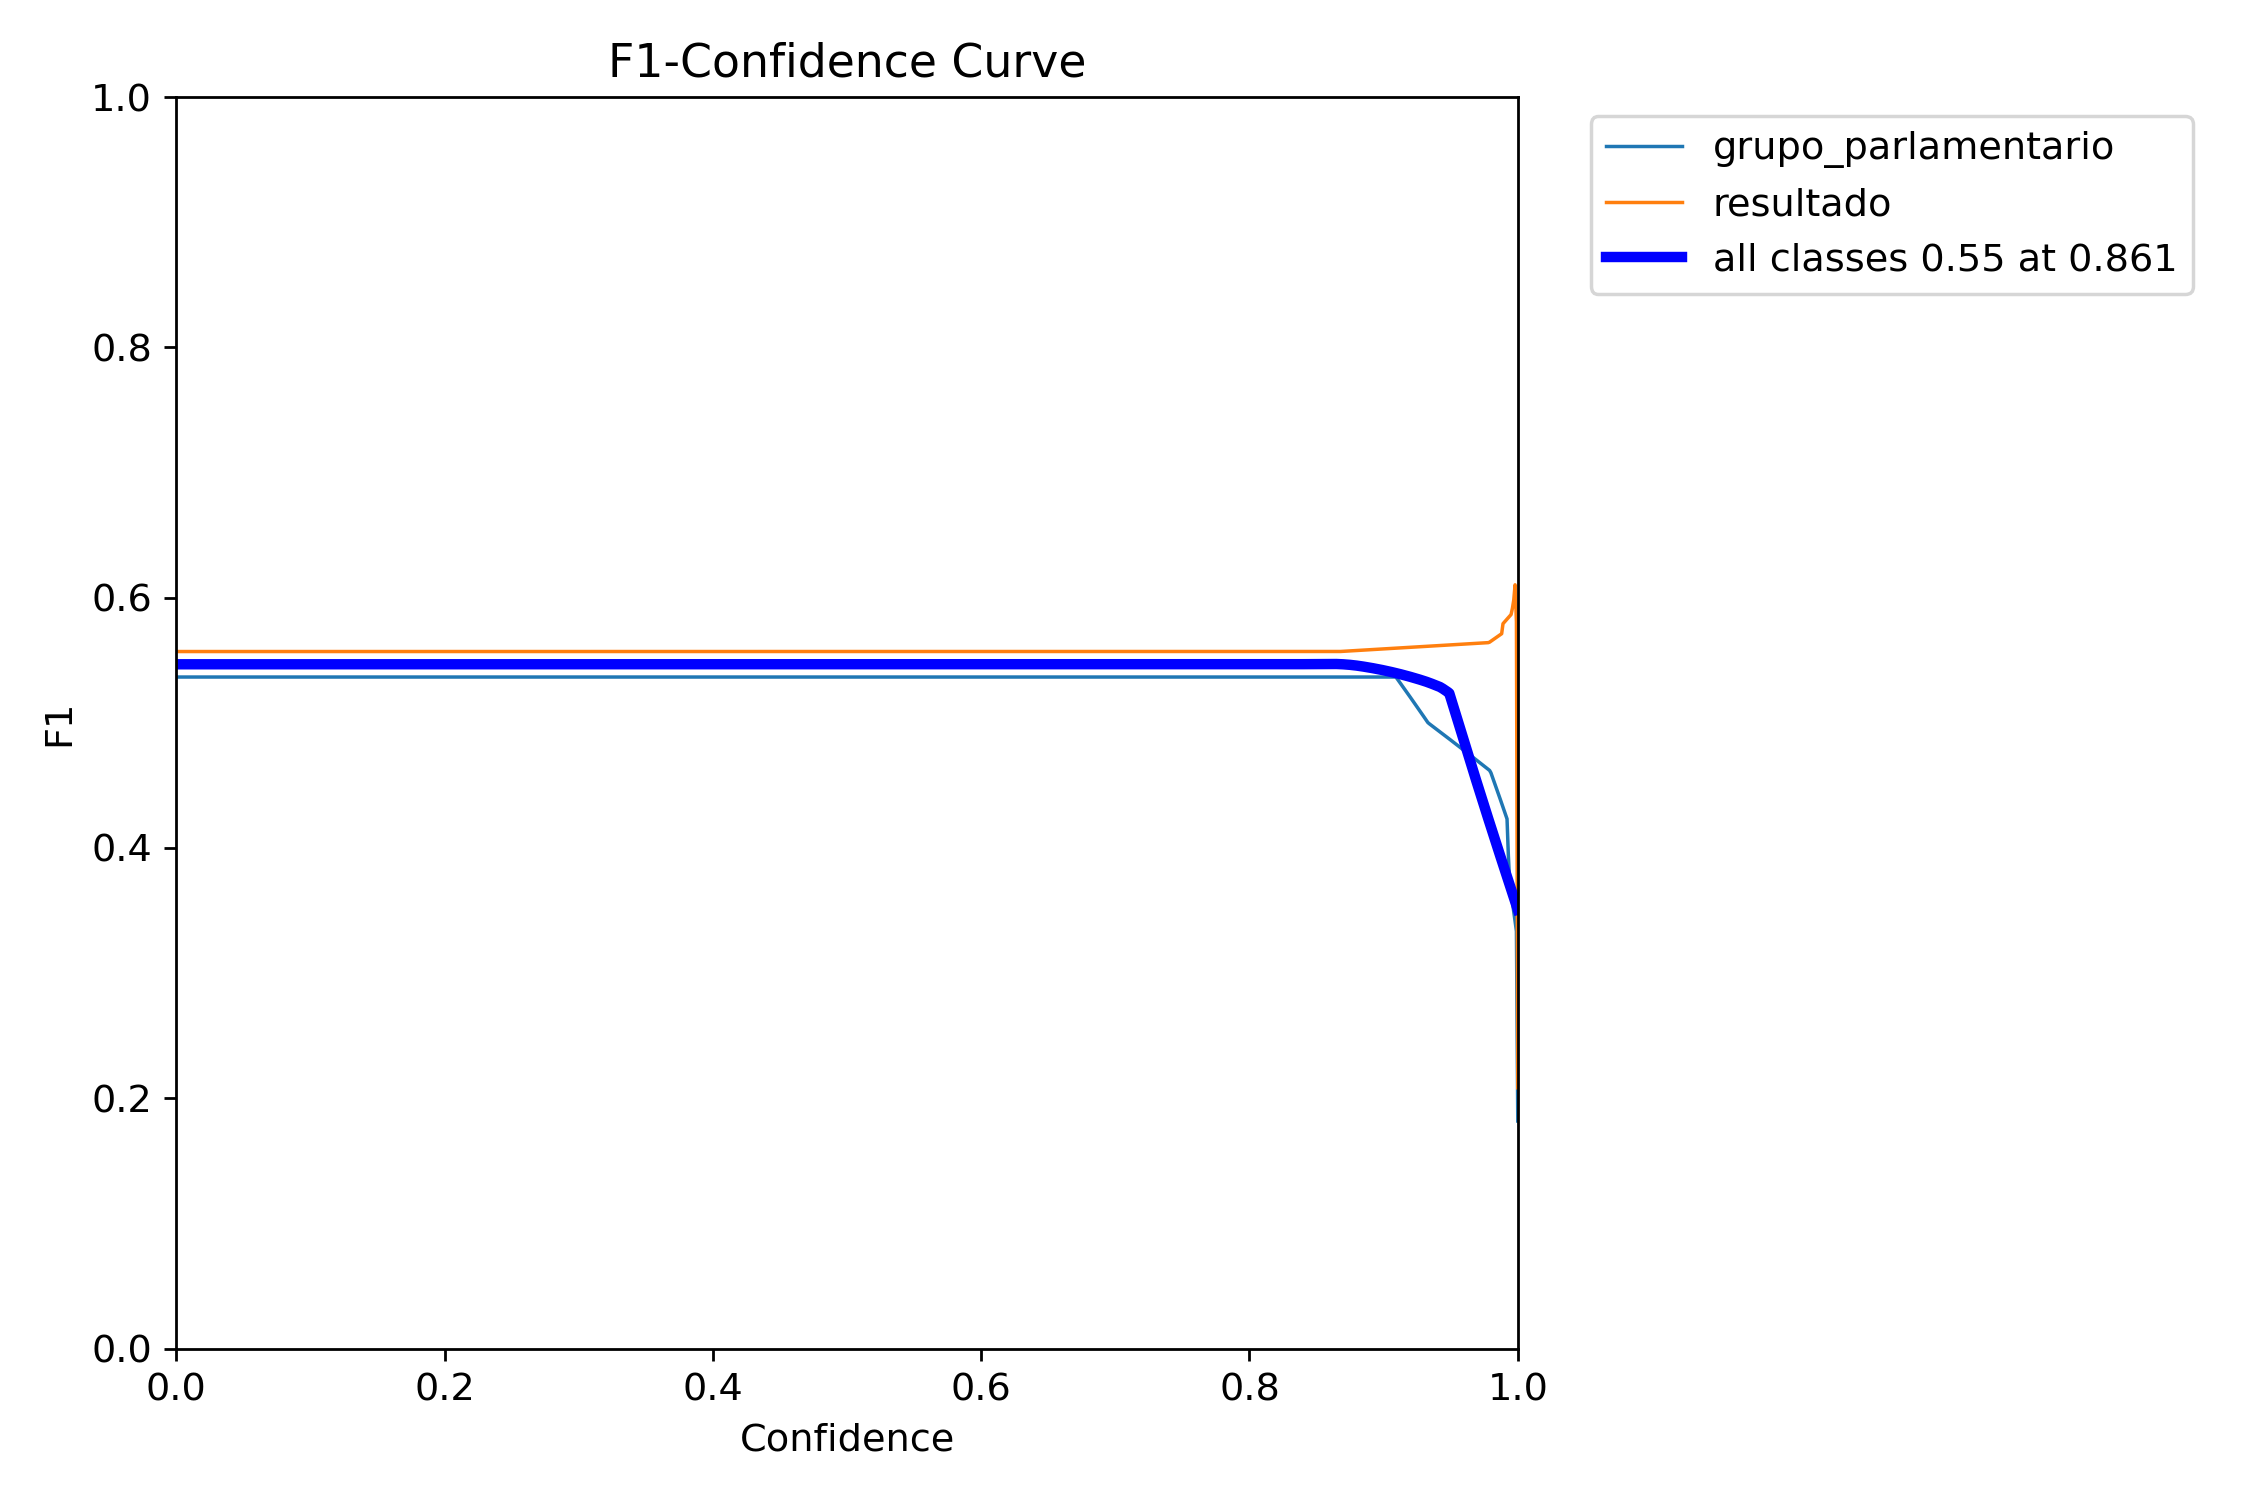 F1-Confidence Curve
1.0
0.8
0.6
0.4
0.2
0.0
F1
0.0 0.2 0.4 0.6 0.8 1.0
Confidence
grupo_parlamentario
resultado
all classes 0.55 at 0.861